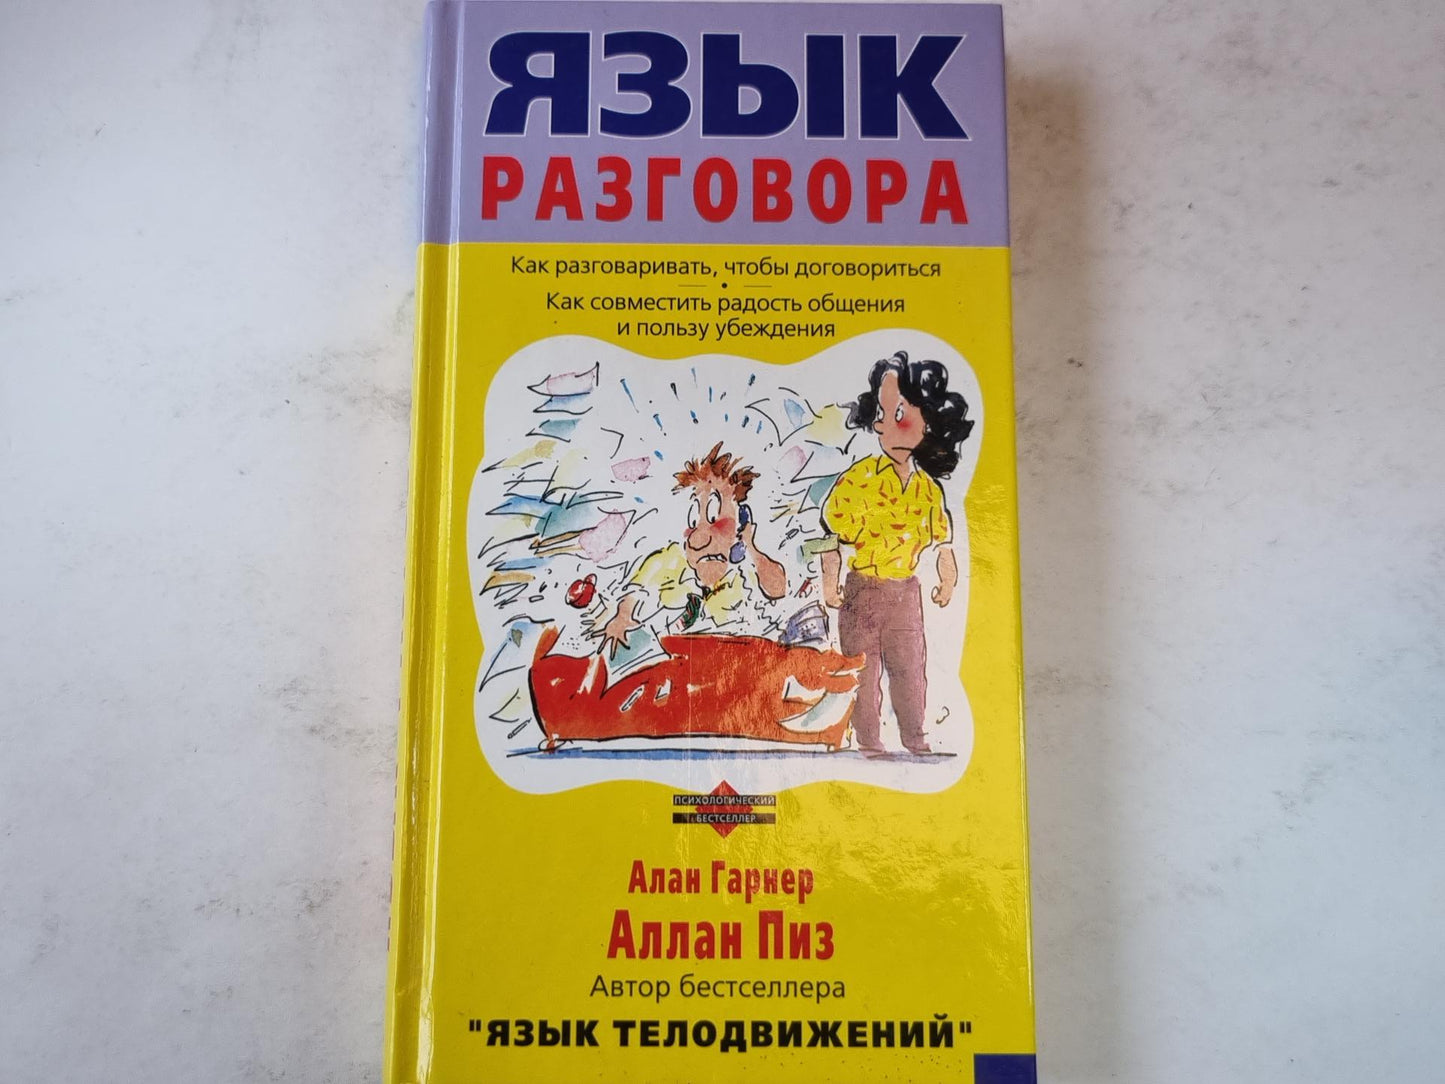 ЯЗЫК
РАЗГОВОРА
Как разговаривать, чтобы договориться
Как совместить радость общения
и пользу убеждения
ПСИХОЛОГИЧЕСКИЙ
БЕСТСЕЛЛЕР
Алан Гарнер
Аллан Пиз
Автор бестселлера
"ЯЗЫК ТЕЛОДВИЖЕНИЙ"